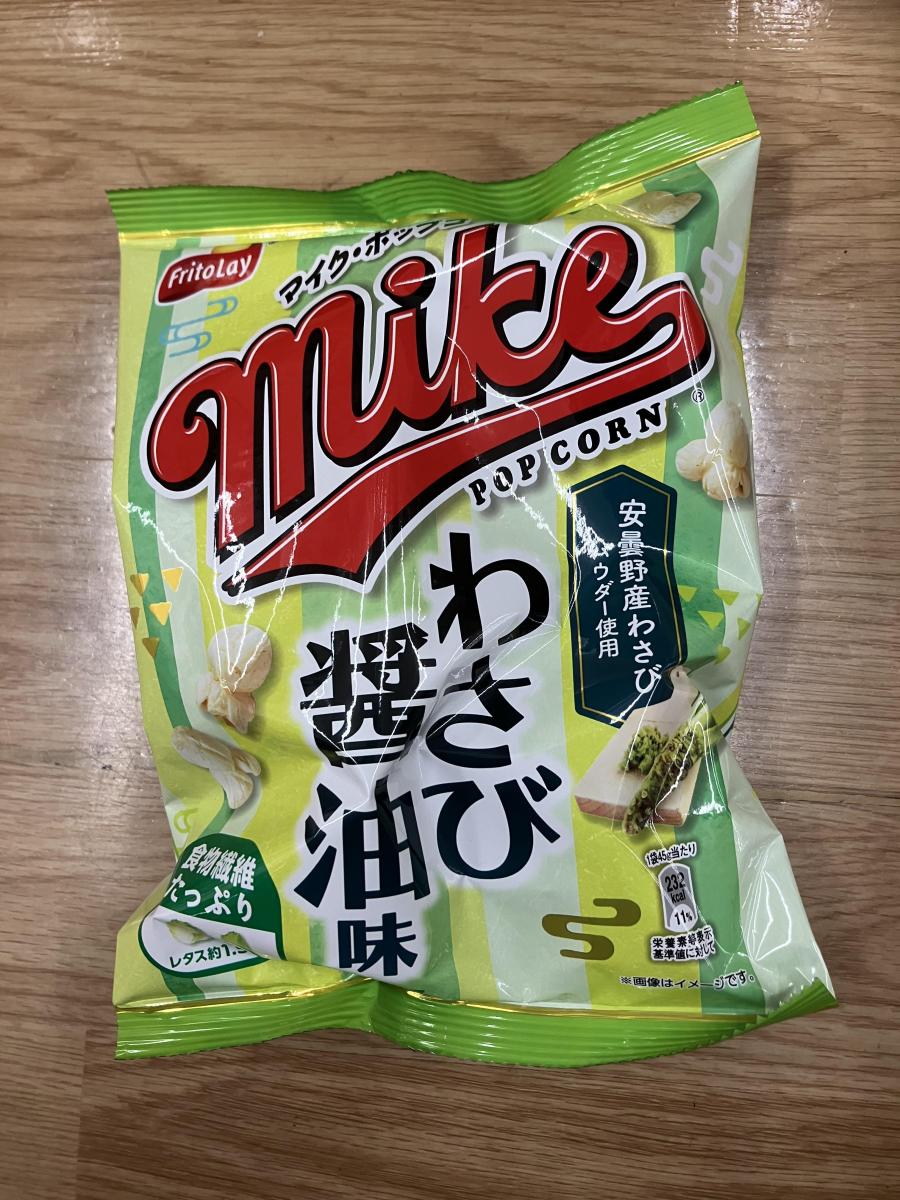 FritoLay
マイク・ポップコ
mike
®
POPCORN
安曇野産わさび
ウダー使用
わさび
醤油
味
食物繊維
たっぷり
レタス約1.
1袋45g当たり
232
kcal
11%
栄養素等表示
基準値に対して
※画像はイメージです。